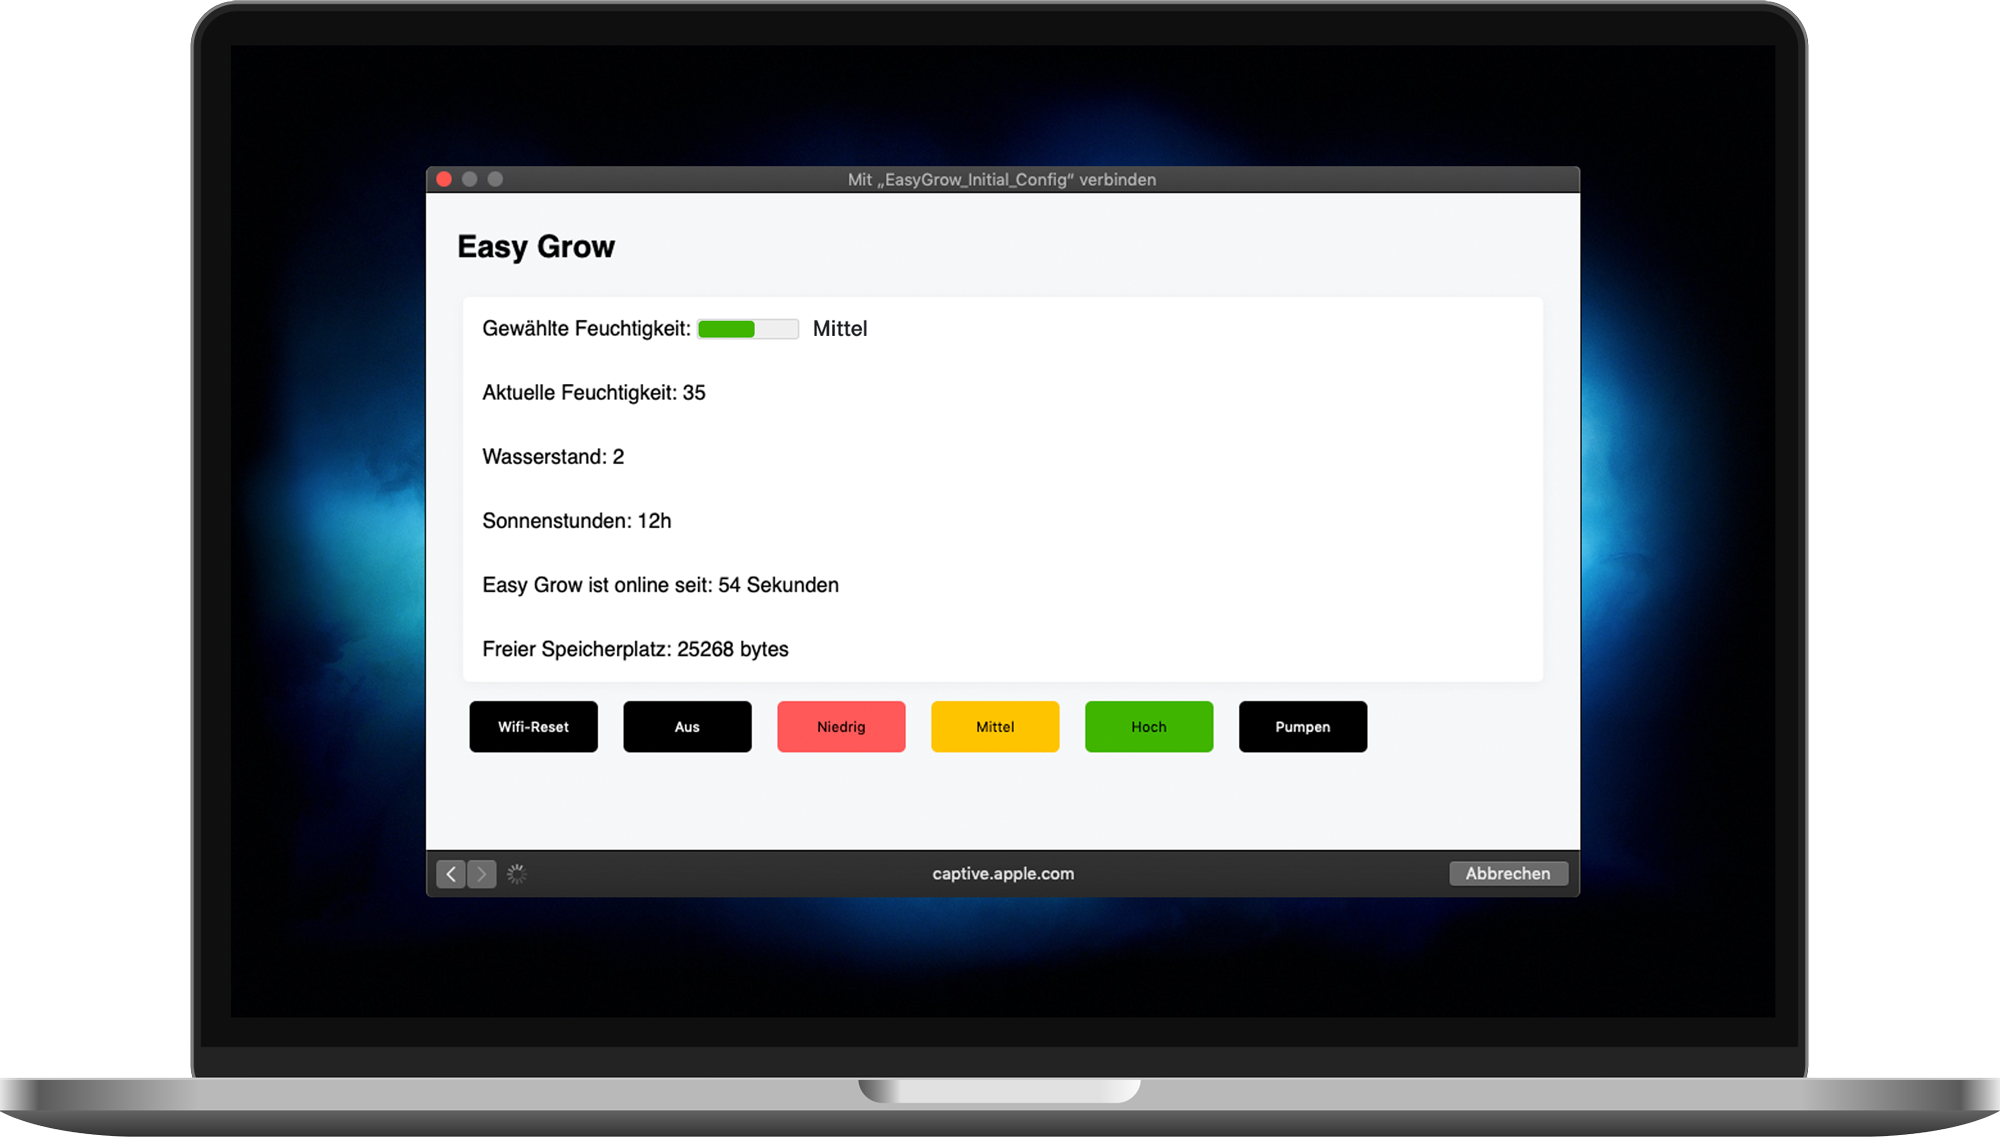 Mit „EasyGrow_Initial_Config“ verbinden
Easy Grow
Gewählte Feuchtigkeit: Mittel
Aktuelle Feuchtigkeit: 35
Wasserstand: 2
Sonnenstunden: 12h
Easy Grow ist online seit: 54 Sekunden
Freier Speicherplatz: 25268 bytes
Wifi-Reset Aus Niedrig Mittel Hoch Pumpen
captive.apple.com Abbrechen